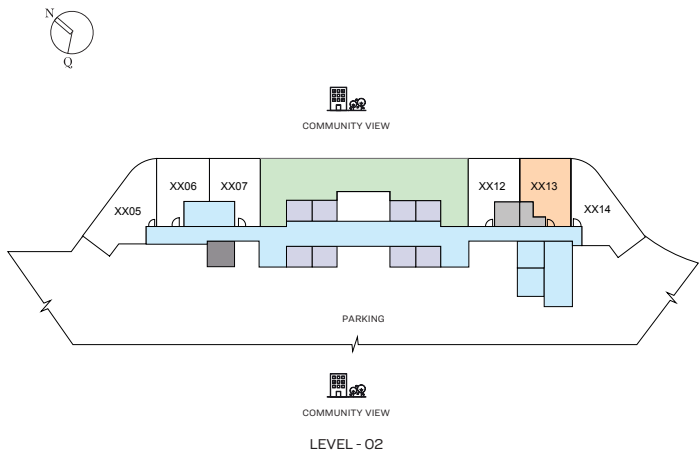 N
Q
COMMUNITY VIEW
XX05
XX06
XX07
XX12
XX13
XX14
PARKING
COMMUNITY VIEW
LEVEL - 02